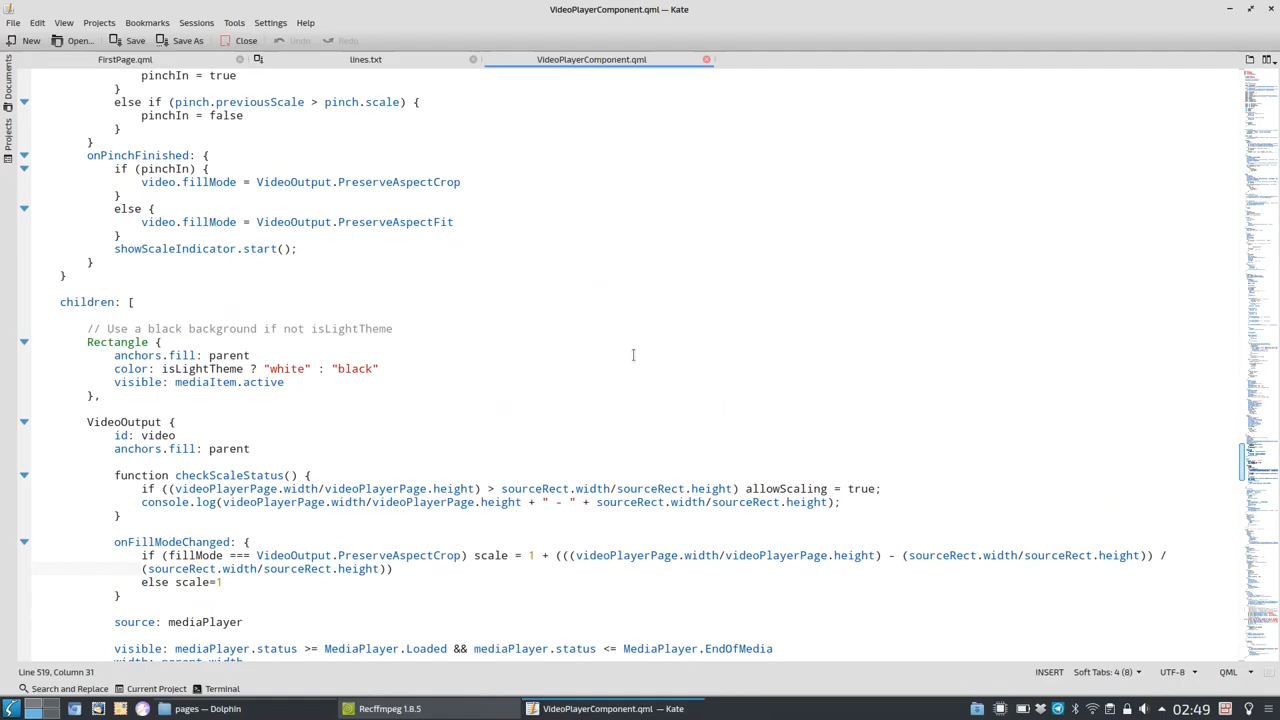 VideoPlayerComponent.qml — Kate
File Edit View Projects Bookmarks Sessions Tools Settings Help
New Open... Save Save As Close Undo Redo
FirstPage.qml lines.txt VideoPlayerComponent.qml
Documents
Projects
pinchIn = true
}
else if (pinch.previousScale > pinch.scale) {
pinchIn = false
}
}
onPinchFinished: {
if (pinchIn) {
video.fillMode = VideoOutput.PreserveAspectCrop
}
else {
video.fillMode = VideoOutput.PreserveAspectFit
}
showScaleIndicator.start();
}
}
children: [
// Use a black background if not isLightTheme
Rectangle {
anchors.fill: parent
color: isLightTheme ? "white" : "black"
visible: mediaItem.active
},
VideoOutput {
id: video
anchors.fill: parent
function checkScaleStatus() {
if ((videoPlayerPage.width/videoPlayerPage.height) > sourceRect.width/sourceRect.height) allowScaling = true;
console.log(videoPlayerPage.width/videoPlayerPage.height + ">" + sourceRect.width/sourceRect.height);
}
onFillModeChanged: {
if (fillMode === VideoOutput.PreserveAspectCrop) scale = 1 + (((videoPlayerPage.width/videoPlayerPage.height) - (sourceRect.width/sourceRect.height)) /
(sourceRect.width/sourceRect.height))
else scale=1
}
source: mediaPlayer
visible: mediaPlayer.status >= MediaPlayer.Loaded && mediaPlayer.status <= MediaPlayer.EndOfMedia
width: parent.width
Line 519, Column 31 INSERT Soft Tabs: 4 (8) QML
Search and Replace Current Project Terminal
pages — Dolphin Recffmpeg 1.8.5 VideoPlayerComponent.qml — Kate 18:50